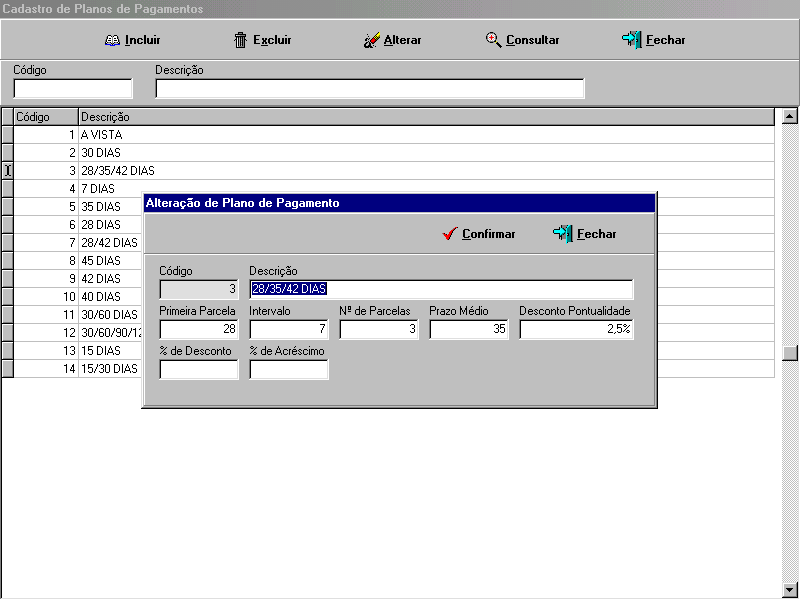 Cadastro de Planos de Pagamentos
Incluir Excluir Alterar Consultar Fechar
Código Descrição
Código Descrição
1 A VISTA
2 30 DIAS
3 28/35/42 DIAS
4 7 DIAS
5 35 DIAS
6 28 DIAS
7 28/42 DIAS
8 45 DIAS
9 42 DIAS
10 40 DIAS
11 30/60 DIAS
12 30/60/90/12
13 15 DIAS
14 15/30 DIAS
Alteração de Plano de Pagamento
Confirmar Fechar
Código Descrição
3 28/35/42 DIAS
Primeira Parcela Intervalo Nº de Parcelas Prazo Médio Desconto Pontualidade
28 7 3 35 2,5%
% de Desconto % de Acréscimo